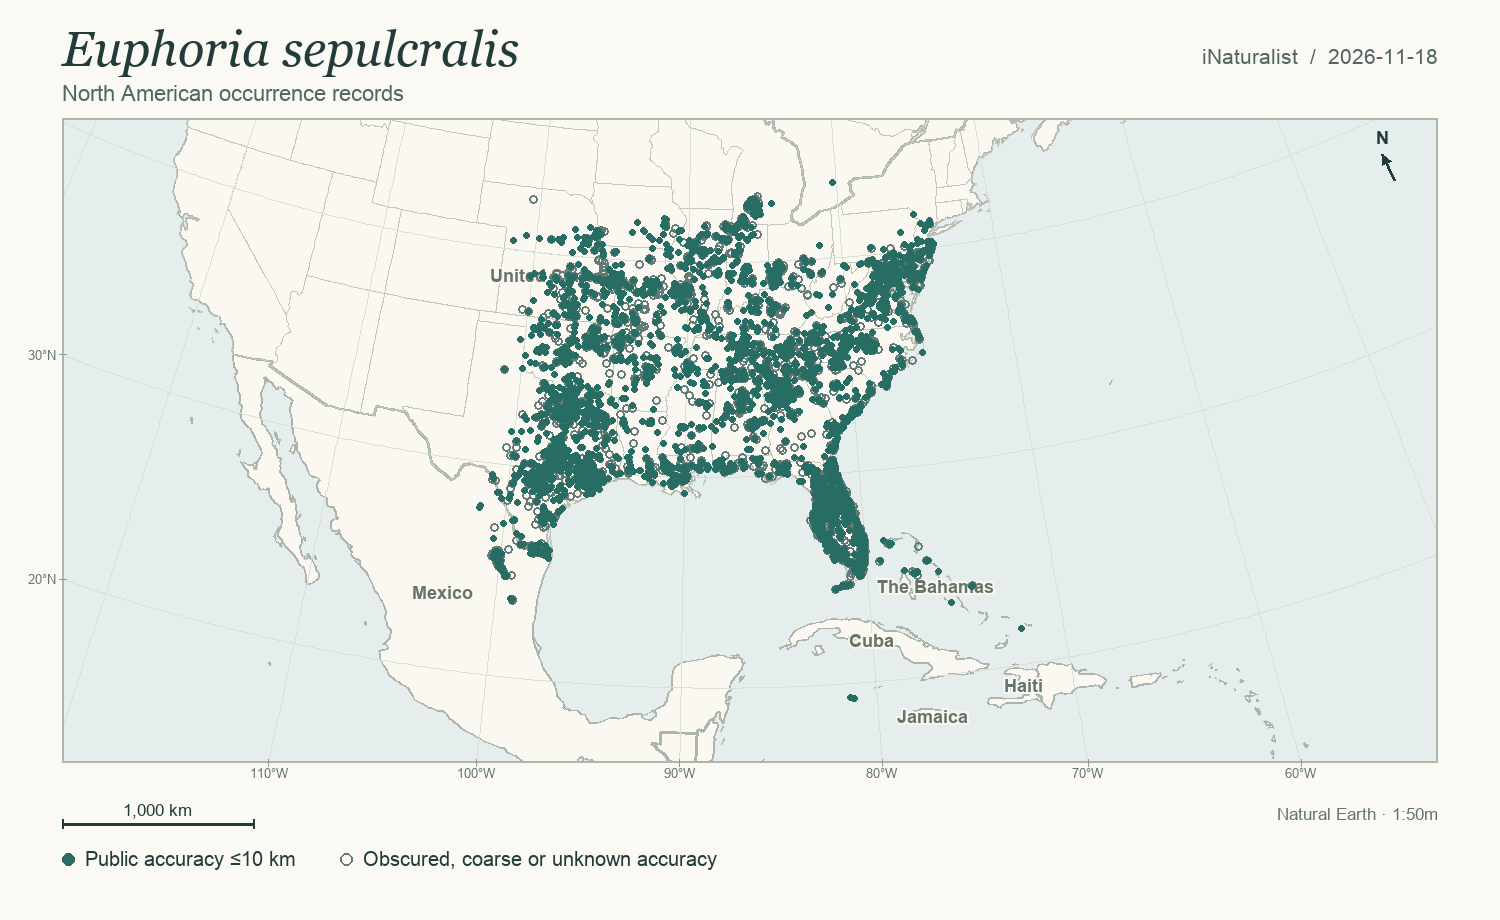 Euphoria sepulcralis
iNaturalist / 2026-11-18
North American occurrence records
N
United States
30°N
20°N
Mexico
The Bahamas
Cuba
Haiti
Jamaica
110°W
100°W
90°W
80°W
70°W
60°W
1,000 km
Natural Earth · 1:50m
Public accuracy ≤10 km
Obscured, coarse or unknown accuracy